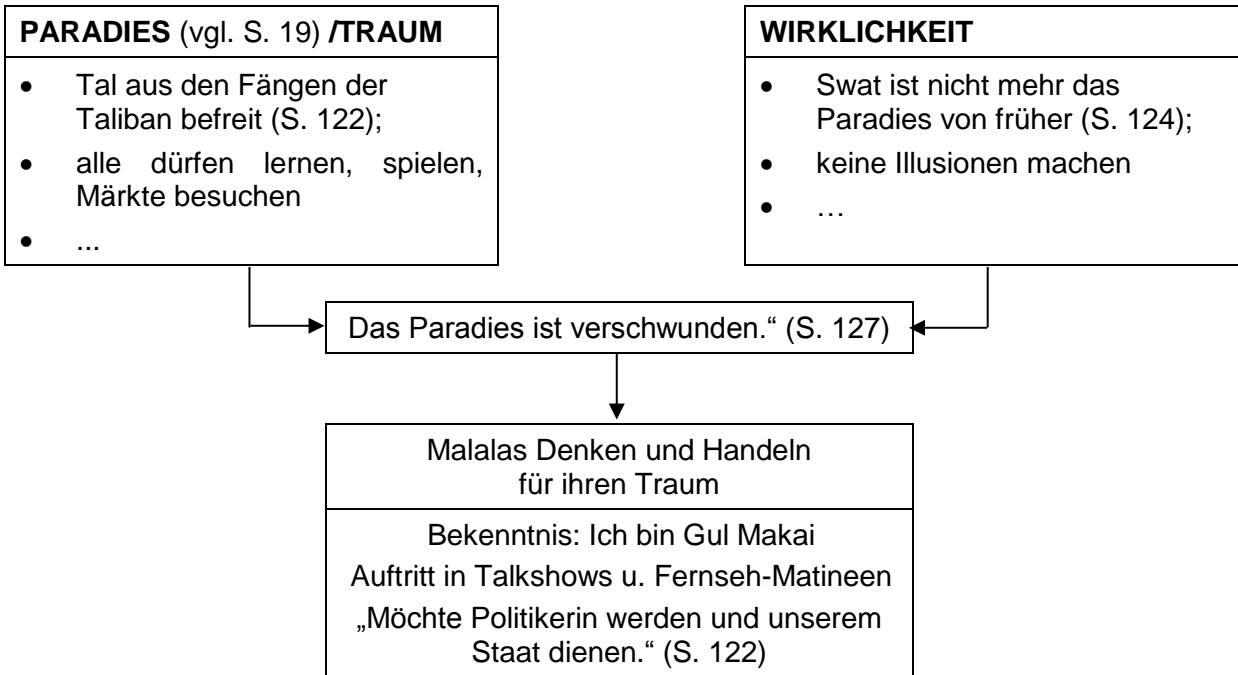 PARADIES (vgl. S. 19) /TRAUM
• Tal aus den Fängen der
Taliban befreit (S. 122);
• alle dürfen lernen, spielen,
Märkte besuchen
• ...
WIRKLICHKEIT
• Swat ist nicht mehr das
Paradies von früher (S. 124);
• keine Illusionen machen
• …
Das Paradies ist verschwunden.“ (S. 127)
Malalas Denken und Handeln
für ihren Traum
Bekenntnis: Ich bin Gul Makai
Auftritt in Talkshows u. Fernseh-Matineen
„Möchte Politikerin werden und unserem
Staat dienen.“ (S. 122)